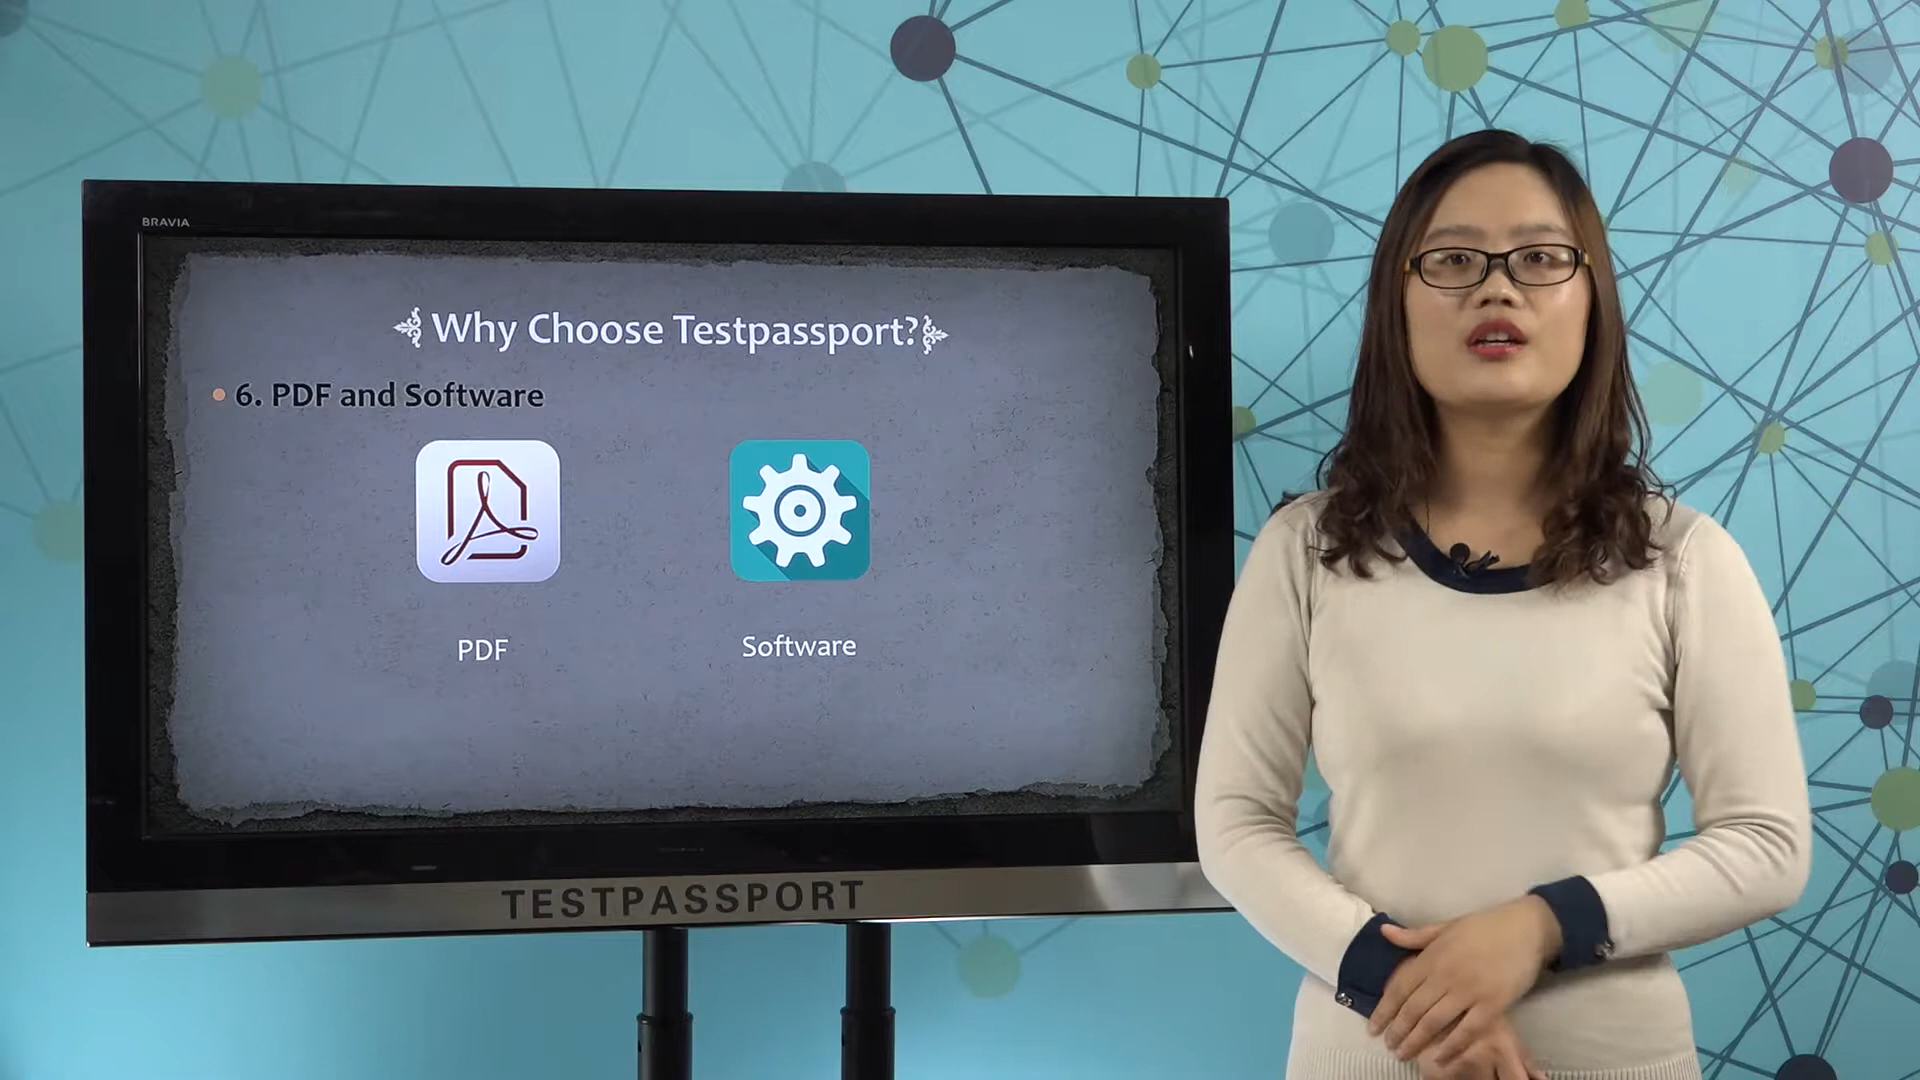 BRAVIA
Why Choose Testpassport?
6. PDF and Software
PDF
Software
TESTPASSPORT